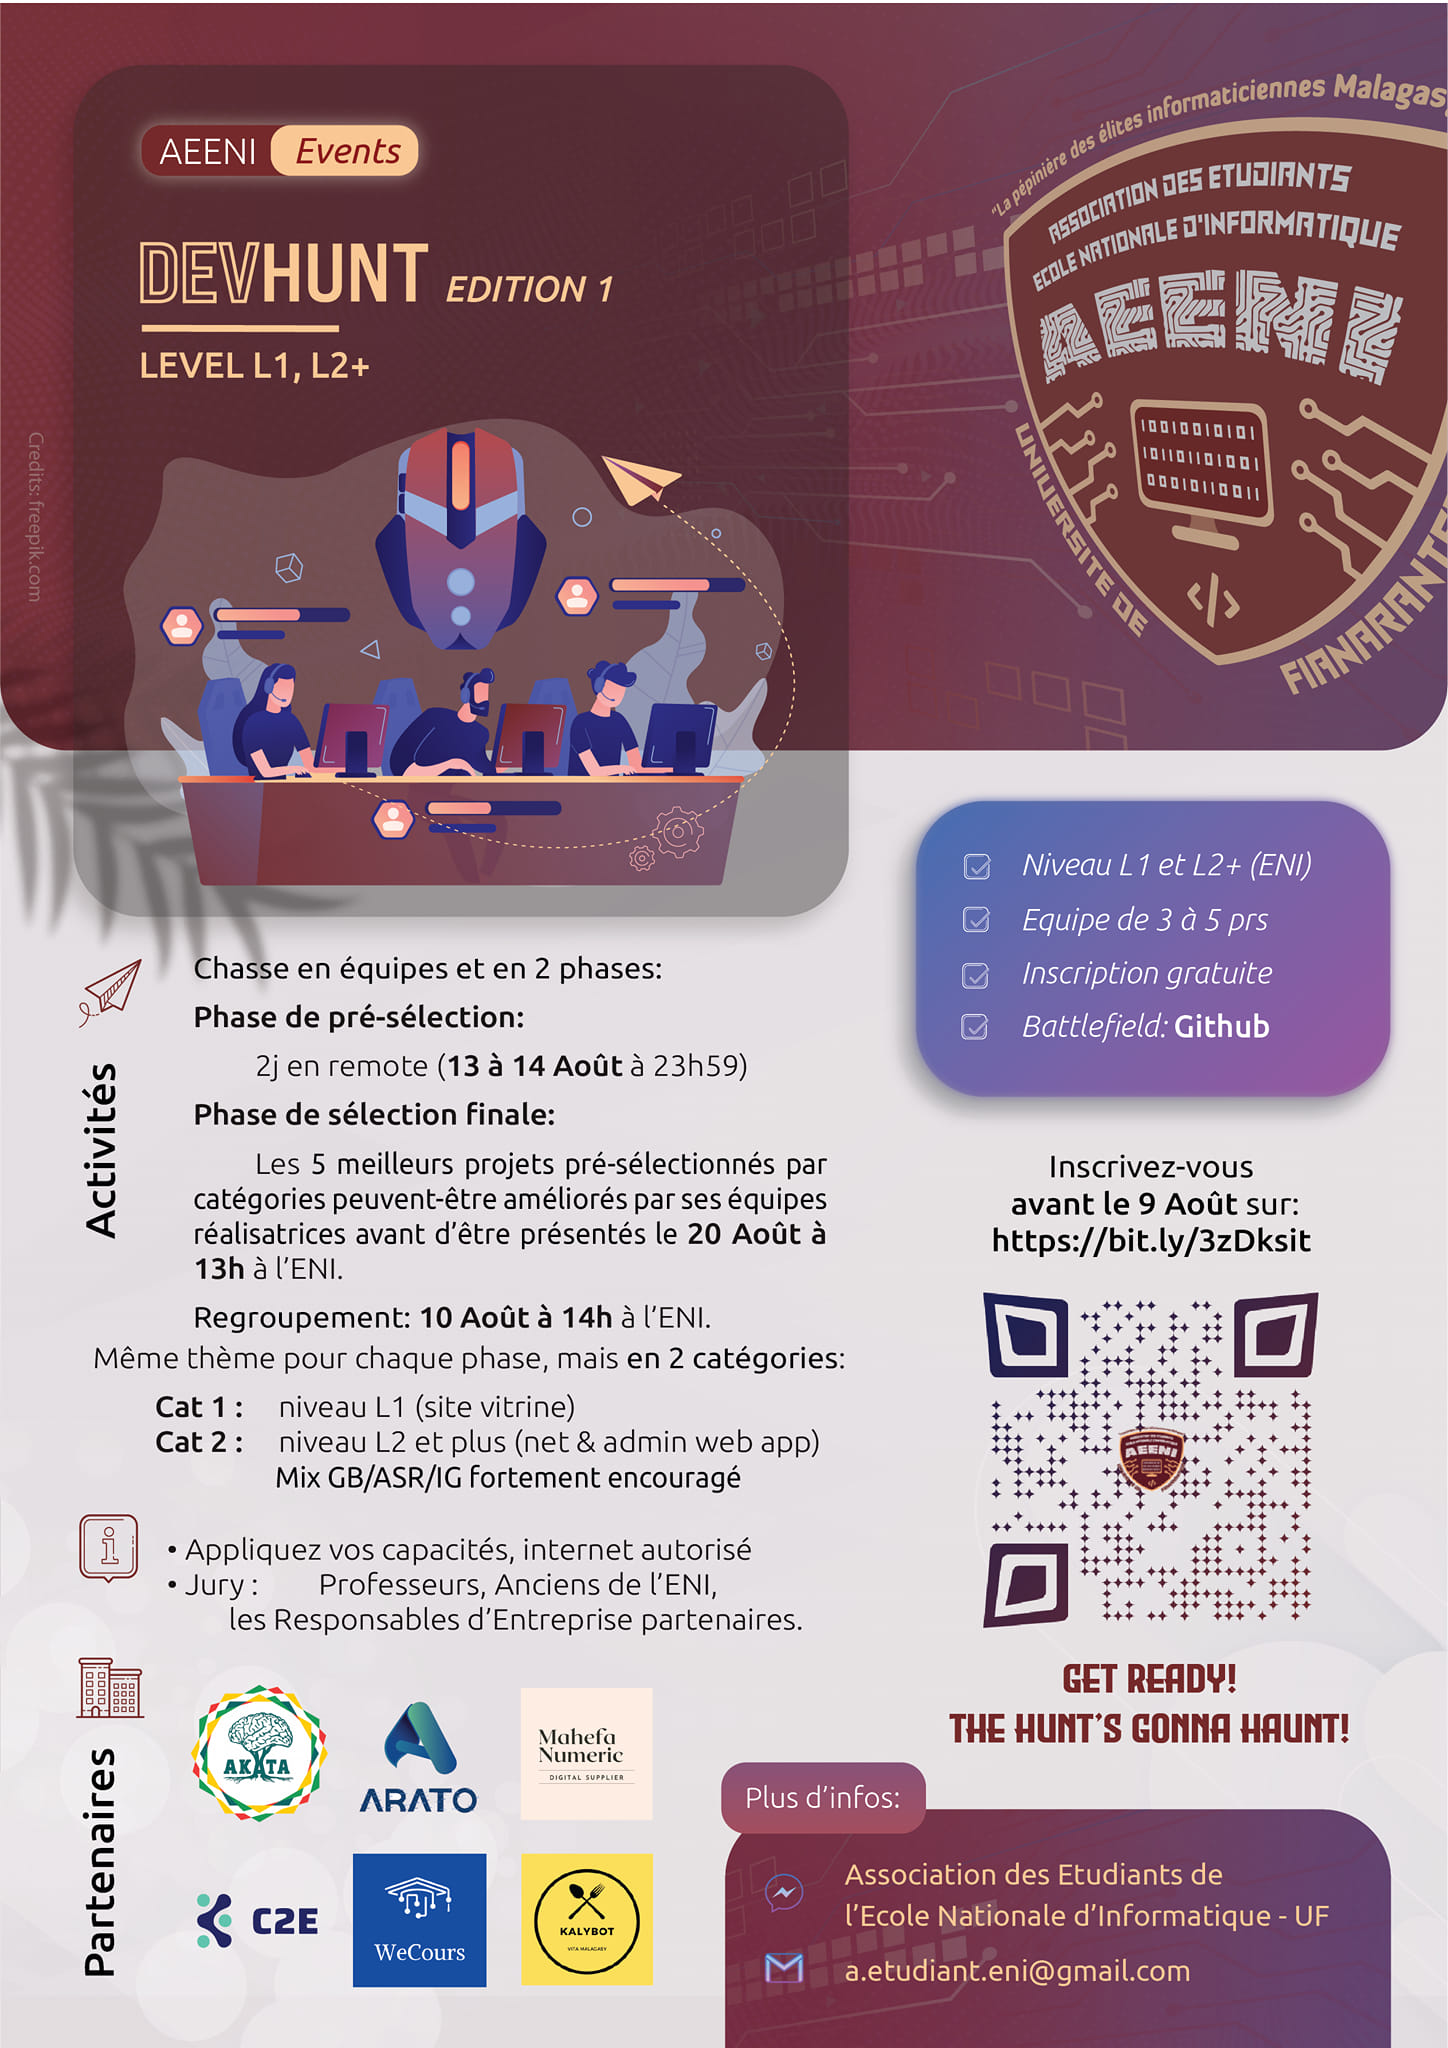 AEENI Events
DEVHUNT EDITION 1
LEVEL L1, L2+
Credits: freepik.com
"La pépinière des élites informaticiennes Malagas
ASSOCIATION DES ETUDIANTS
ECOLE NATIONALE D'INFORMATIQUE
AEENI
10010010101
101101101001
00010110011
</>
UNIVERSITE DE
FIANARANT
Niveau L1 et L2+ (ENI)
Equipe de 3 à 5 prs
Inscription gratuite
Battlefield: Github
Activités
Chasse en équipes et en 2 phases:
Phase de pré-sélection:
2j en remote (13 à 14 Août à 23h59)
Phase de sélection finale:
Les 5 meilleurs projets pré-sélectionnés par
catégories peuvent-être améliorés par ses équipes
réalisatrices avant d'être présentés le 20 Août à
13h à l'ENI.
Regroupement: 10 Août à 14h à l'ENI.
Même thème pour chaque phase, mais en 2 catégories:
Cat 1 : niveau L1 (site vitrine)
Cat 2 : niveau L2 et plus (net & admin web app)
Mix GB/ASR/IG fortement encouragé
• Appliquez vos capacités, internet autorisé
• Jury : Professeurs, Anciens de l'ENI,
les Responsables d'Entreprise partenaires.
Inscrivez-vous
avant le 9 Août sur:
https://bit.ly/3zDksit
AEENI
GET READY!
THE HUNT'S GONNA HAUNT!
Partenaires
AKATA
ARATO
Mahefa
Numeric
DIGITAL SUPPLIER
C2E
WeCours
KALYBOT
VITA MALAGASY
Plus d'infos:
Association des Etudiants de
l'Ecole Nationale d'Informatique - UF
a.etudiant.eni@gmail.com